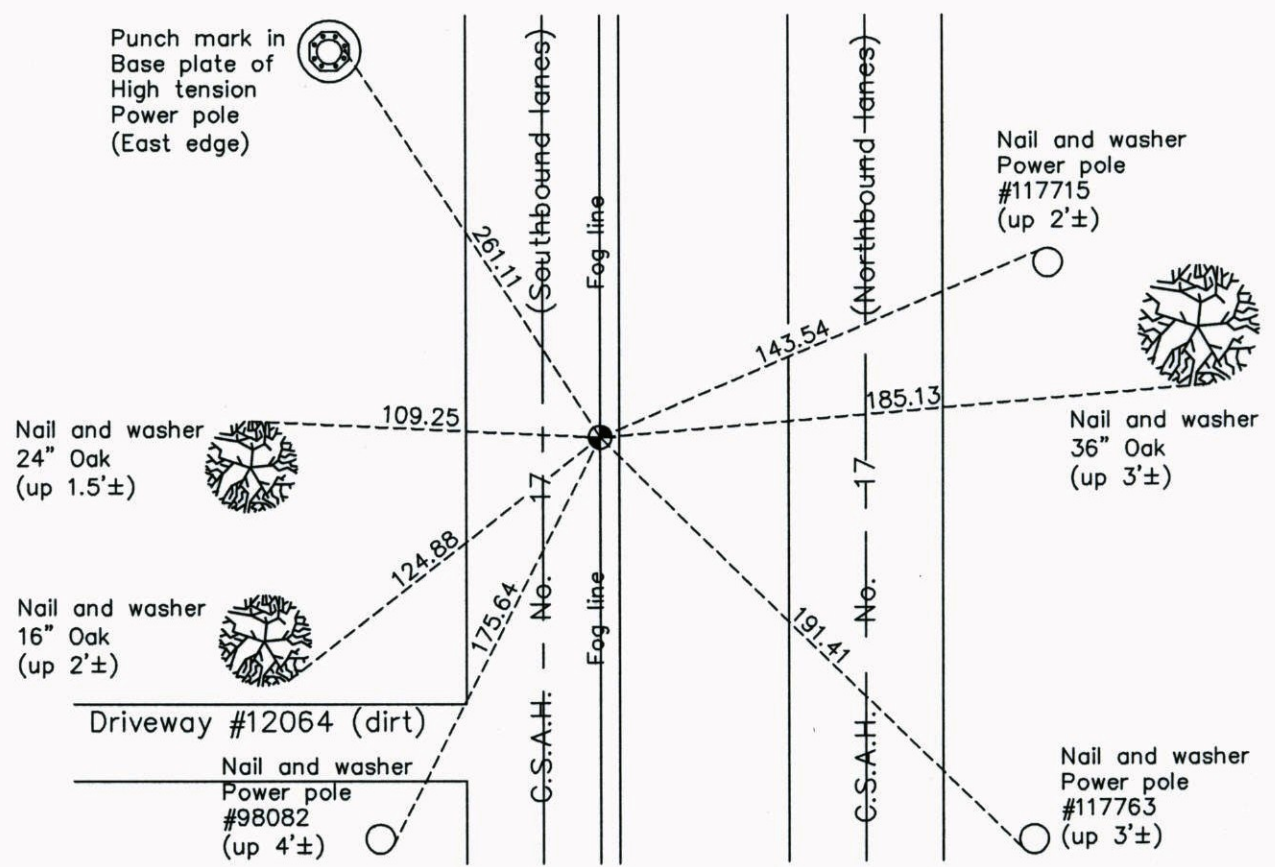 Punch mark in
Base plate of
High tension
Power pole
(East edge)
(Southbound lanes)
Fog line
(Northbound lanes)
Nail and washer
Power pole
#117715
(up 2'±)
261.11
143.54
185.13
109.25
Nail and washer
24" Oak
(up 1.5'±)
Nail and washer
36" Oak
(up 3'±)
124.88
175.64
191.41
Nail and washer
16" Oak
(up 2'±)
C.S.A.H. No. 17
Fog line
C.S.A.H. No. 17
Driveway #12064 (dirt)
Nail and washer
Power pole
#98082
(up 4'±)
Nail and washer
Power pole
#117763
(up 3'±)